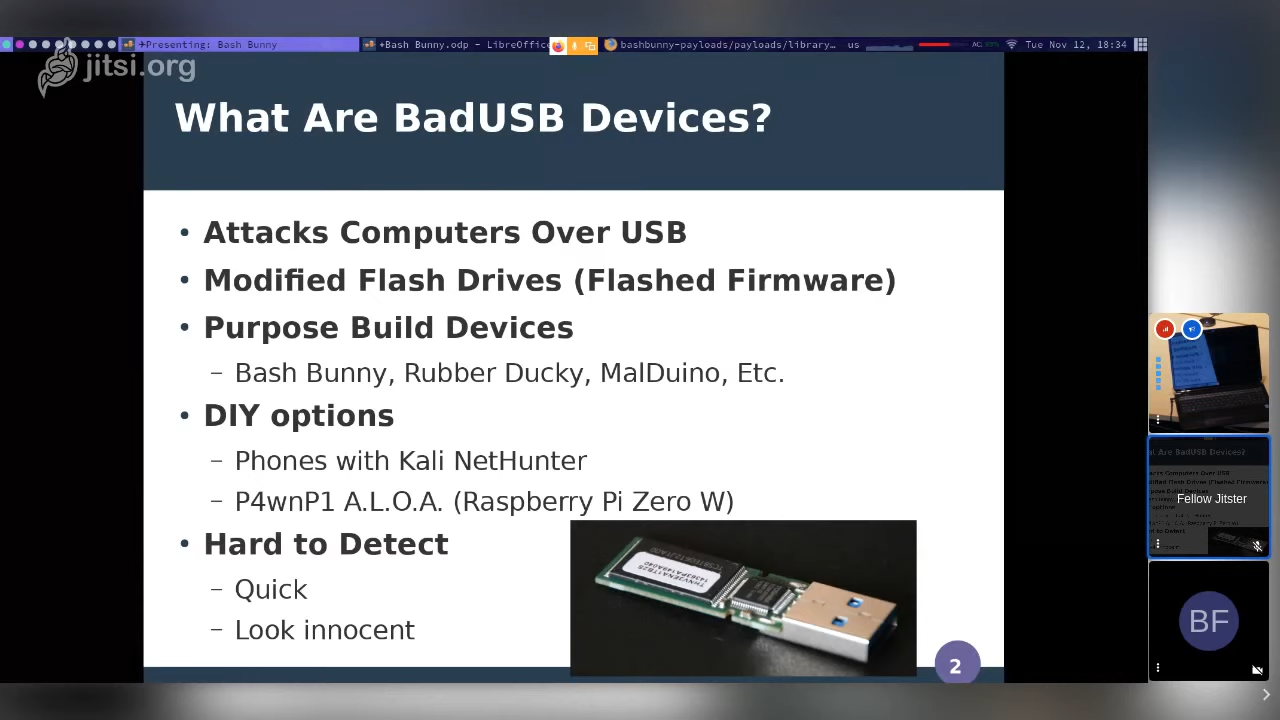 ✈Presenting: Bash Bunny
+Bash Bunny.odp - LibreOffice
bashbunny-payloads/payloads/library…
us
AC
Tue Nov 12, 18:34
jitsi.org
What Are BadUSB Devices?
• Attacks Computers Over USB
• Modified Flash Drives (Flashed Firmware)
• Purpose Build Devices
– Bash Bunny, Rubber Ducky, MalDuino, Etc.
• DIY options
– Phones with Kali NetHunter
– P4wnP1 A.L.O.A. (Raspberry Pi Zero W)
• Hard to Detect
– Quick
– Look innocent
2
Fellow Jitster
BF